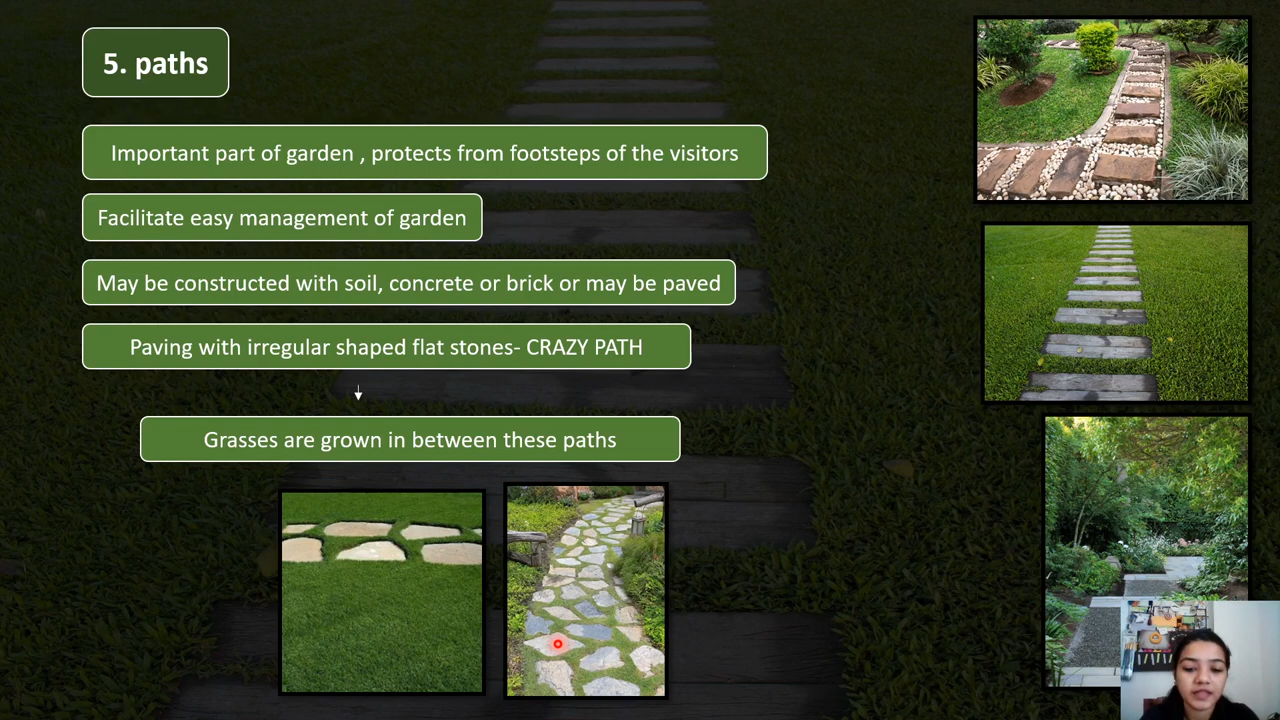 5. paths
Important part of garden , protects from footsteps of the visitors
Facilitate easy management of garden
May be constructed with soil, concrete or brick or may be paved
Paving with irregular shaped flat stones- CRAZY PATH
Grasses are grown in between these paths